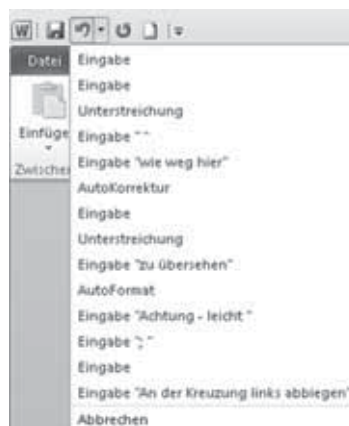 W
Datei
Einfüge
Zwischen
Eingabe
Eingabe
Unterstreichung
Eingabe " "
Eingabe "wie weg hier"
AutoKorrektur
Eingabe
Unterstreichung
Eingabe "zu übersehen"
AutoFormat
Eingabe "Achtung - leicht "
Eingabe "; "
Eingabe
Eingabe "An der Kreuzung links abbiegen"
Abbrechen